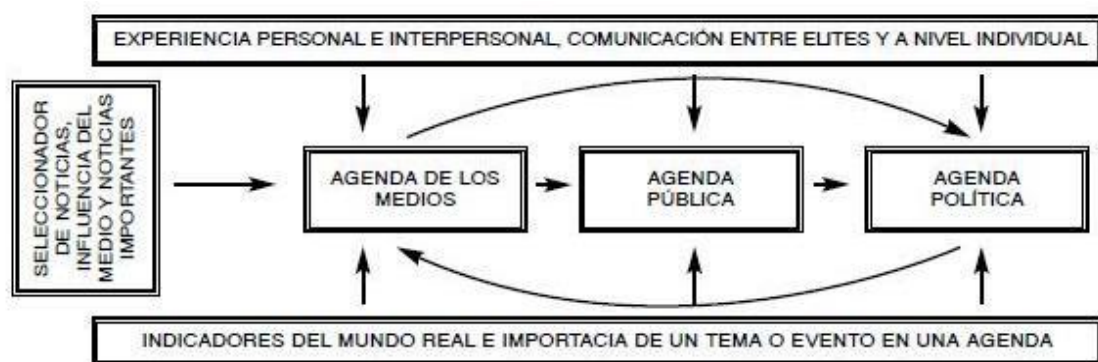 EXPERIENCIA PERSONAL E INTERPERSONAL, COMUNICACIÓN ENTRE ELITES Y A NIVEL INDIVIDUAL
SELECCIONADOR
DE NOTICIAS,
INFLUENCIA DEL
MEDIO Y NOTICIAS
IMPORTANTES
AGENDA DE LOS
MEDIOS
AGENDA
PÚBLICA
AGENDA
POLÍTICA
INDICADORES DEL MUNDO REAL E IMPORTACIA DE UN TEMA O EVENTO EN UNA AGENDA